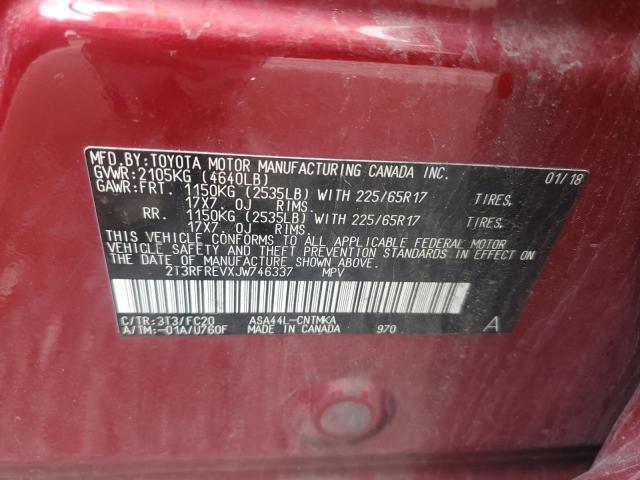 MFD.BY:TOYOTA MOTOR MANUFACTURING CANADA INC.
GVWR:2105KG (4640LB) 01/18
GAWR:FRT. 1150KG (2535LB) WITH 225/65R17 TIRES.
17X7.0J RIMS.
RR. 1150KG (2535LB) WITH 225/65R17 TIRES.
17X7.0J RIMS.
THIS VEHICLE CONFORMS TO ALL APPLICABLE FEDERAL MOTOR
VEHICLE SAFETY AND THEFT PREVENTION STANDARDS IN EFFECT ON
THE DATE OF MANUFACTURE SHOWN ABOVE.
2T3RFREVXJW746337 MPV
C/TR:3T3/FC20 ASA44L-CNTMKA
A/TM:-01A/U760F MADE IN CANADA 970 A